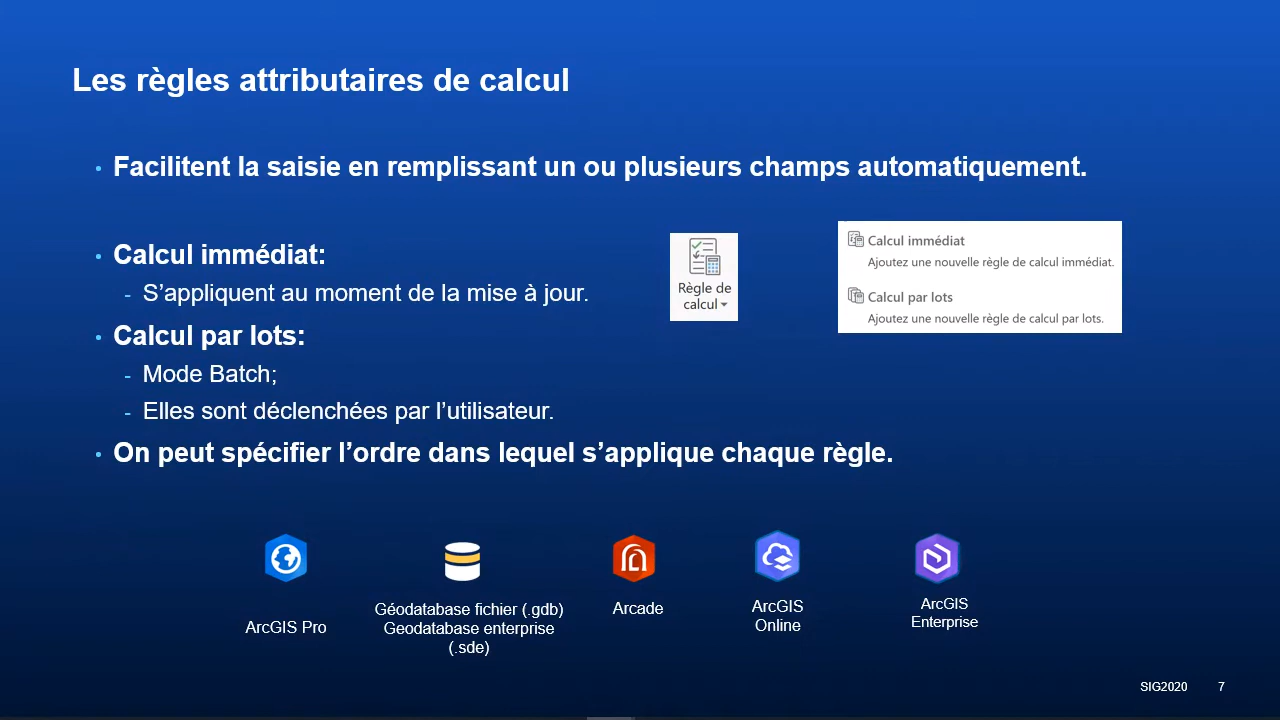 Les règles attributaires de calcul
• Facilitent la saisie en remplissant un ou plusieurs champs automatiquement.
• Calcul immédiat:
- S’appliquent au moment de la mise à jour.
• Calcul par lots:
- Mode Batch;
- Elles sont déclenchées par l’utilisateur.
• On peut spécifier l’ordre dans lequel s’applique chaque règle.
Règle de
calcul
Calcul immédiat
Ajoutez une nouvelle règle de calcul immédiat.
Calcul par lots
Ajoutez une nouvelle règle de calcul par lots.
ArcGIS Pro
Géodatabase fichier (.gdb)
Geodatabase enterprise
(.sde)
Arcade
ArcGIS
Online
ArcGIS
Enterprise
SIG2020 7